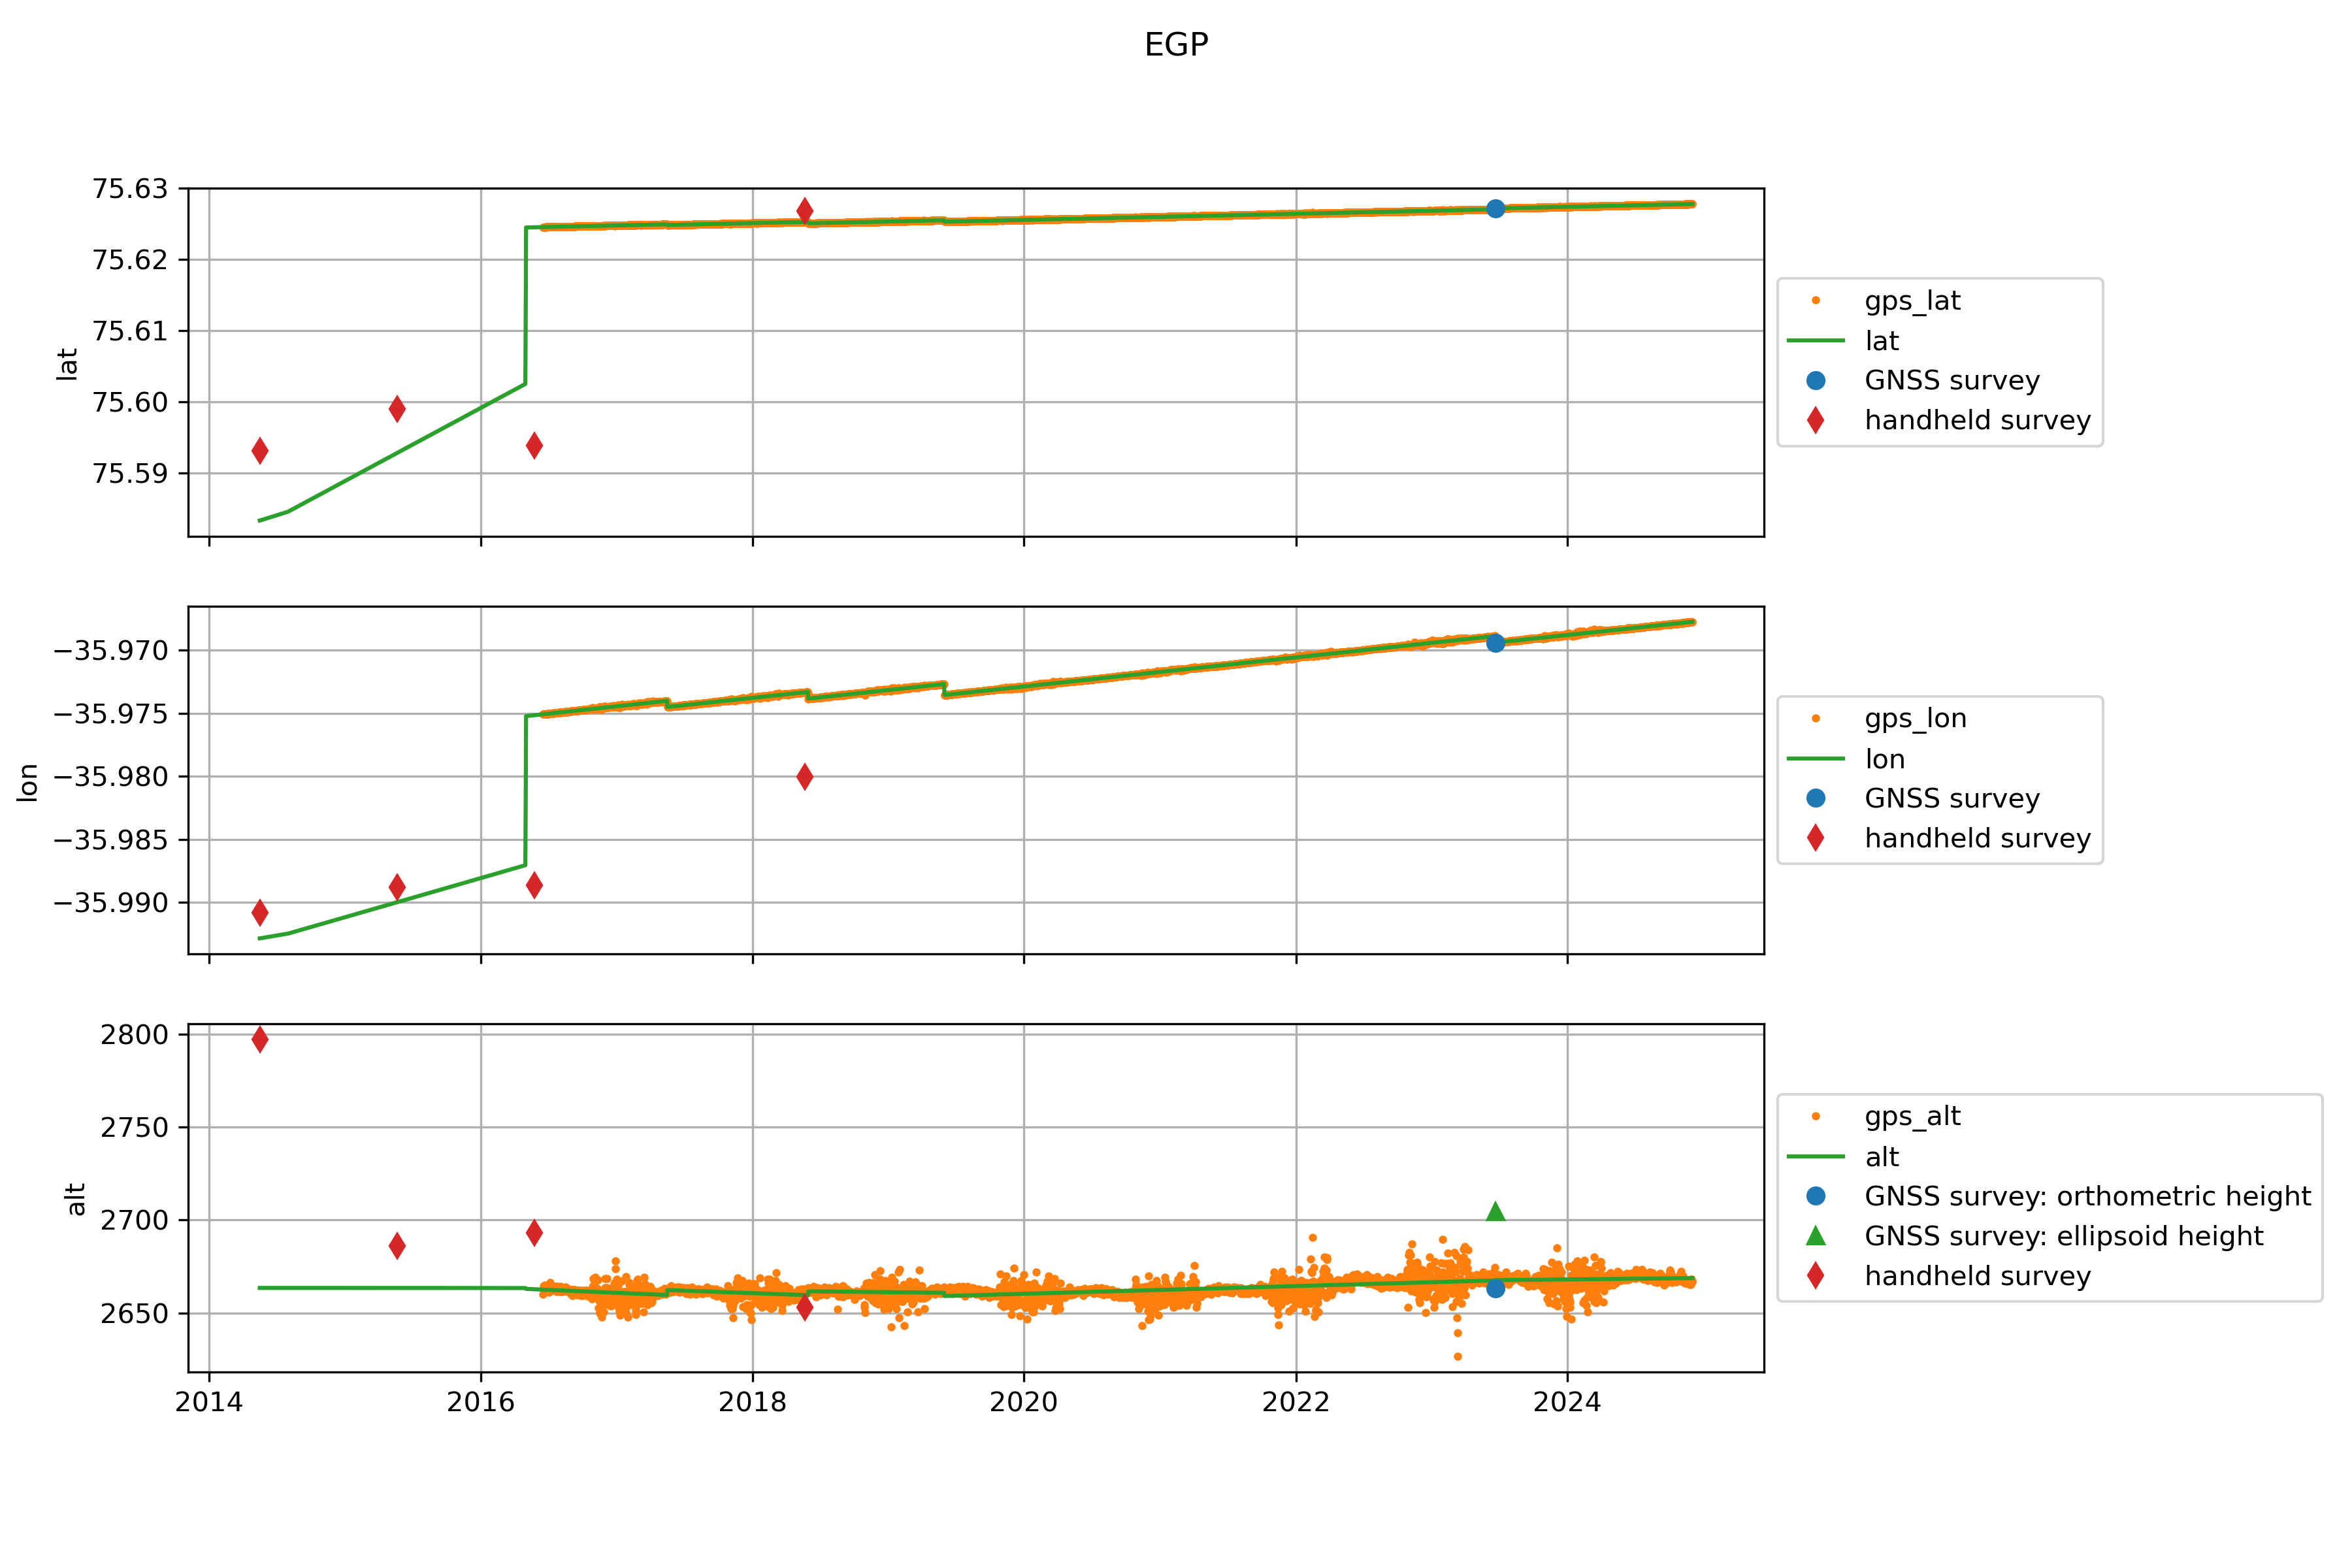 EGP
75.63
75.62
75.61
75.60
75.59
lat
gps_lat
lat
GNSS survey
handheld survey
−35.970
−35.975
−35.980
−35.985
−35.990
lon
gps_lon
lon
GNSS survey
handheld survey
2800
2750
2700
2650
alt
gps_alt
alt
GNSS survey: orthometric height
GNSS survey: ellipsoid height
handheld survey
2014 2016 2018 2020 2022 2024